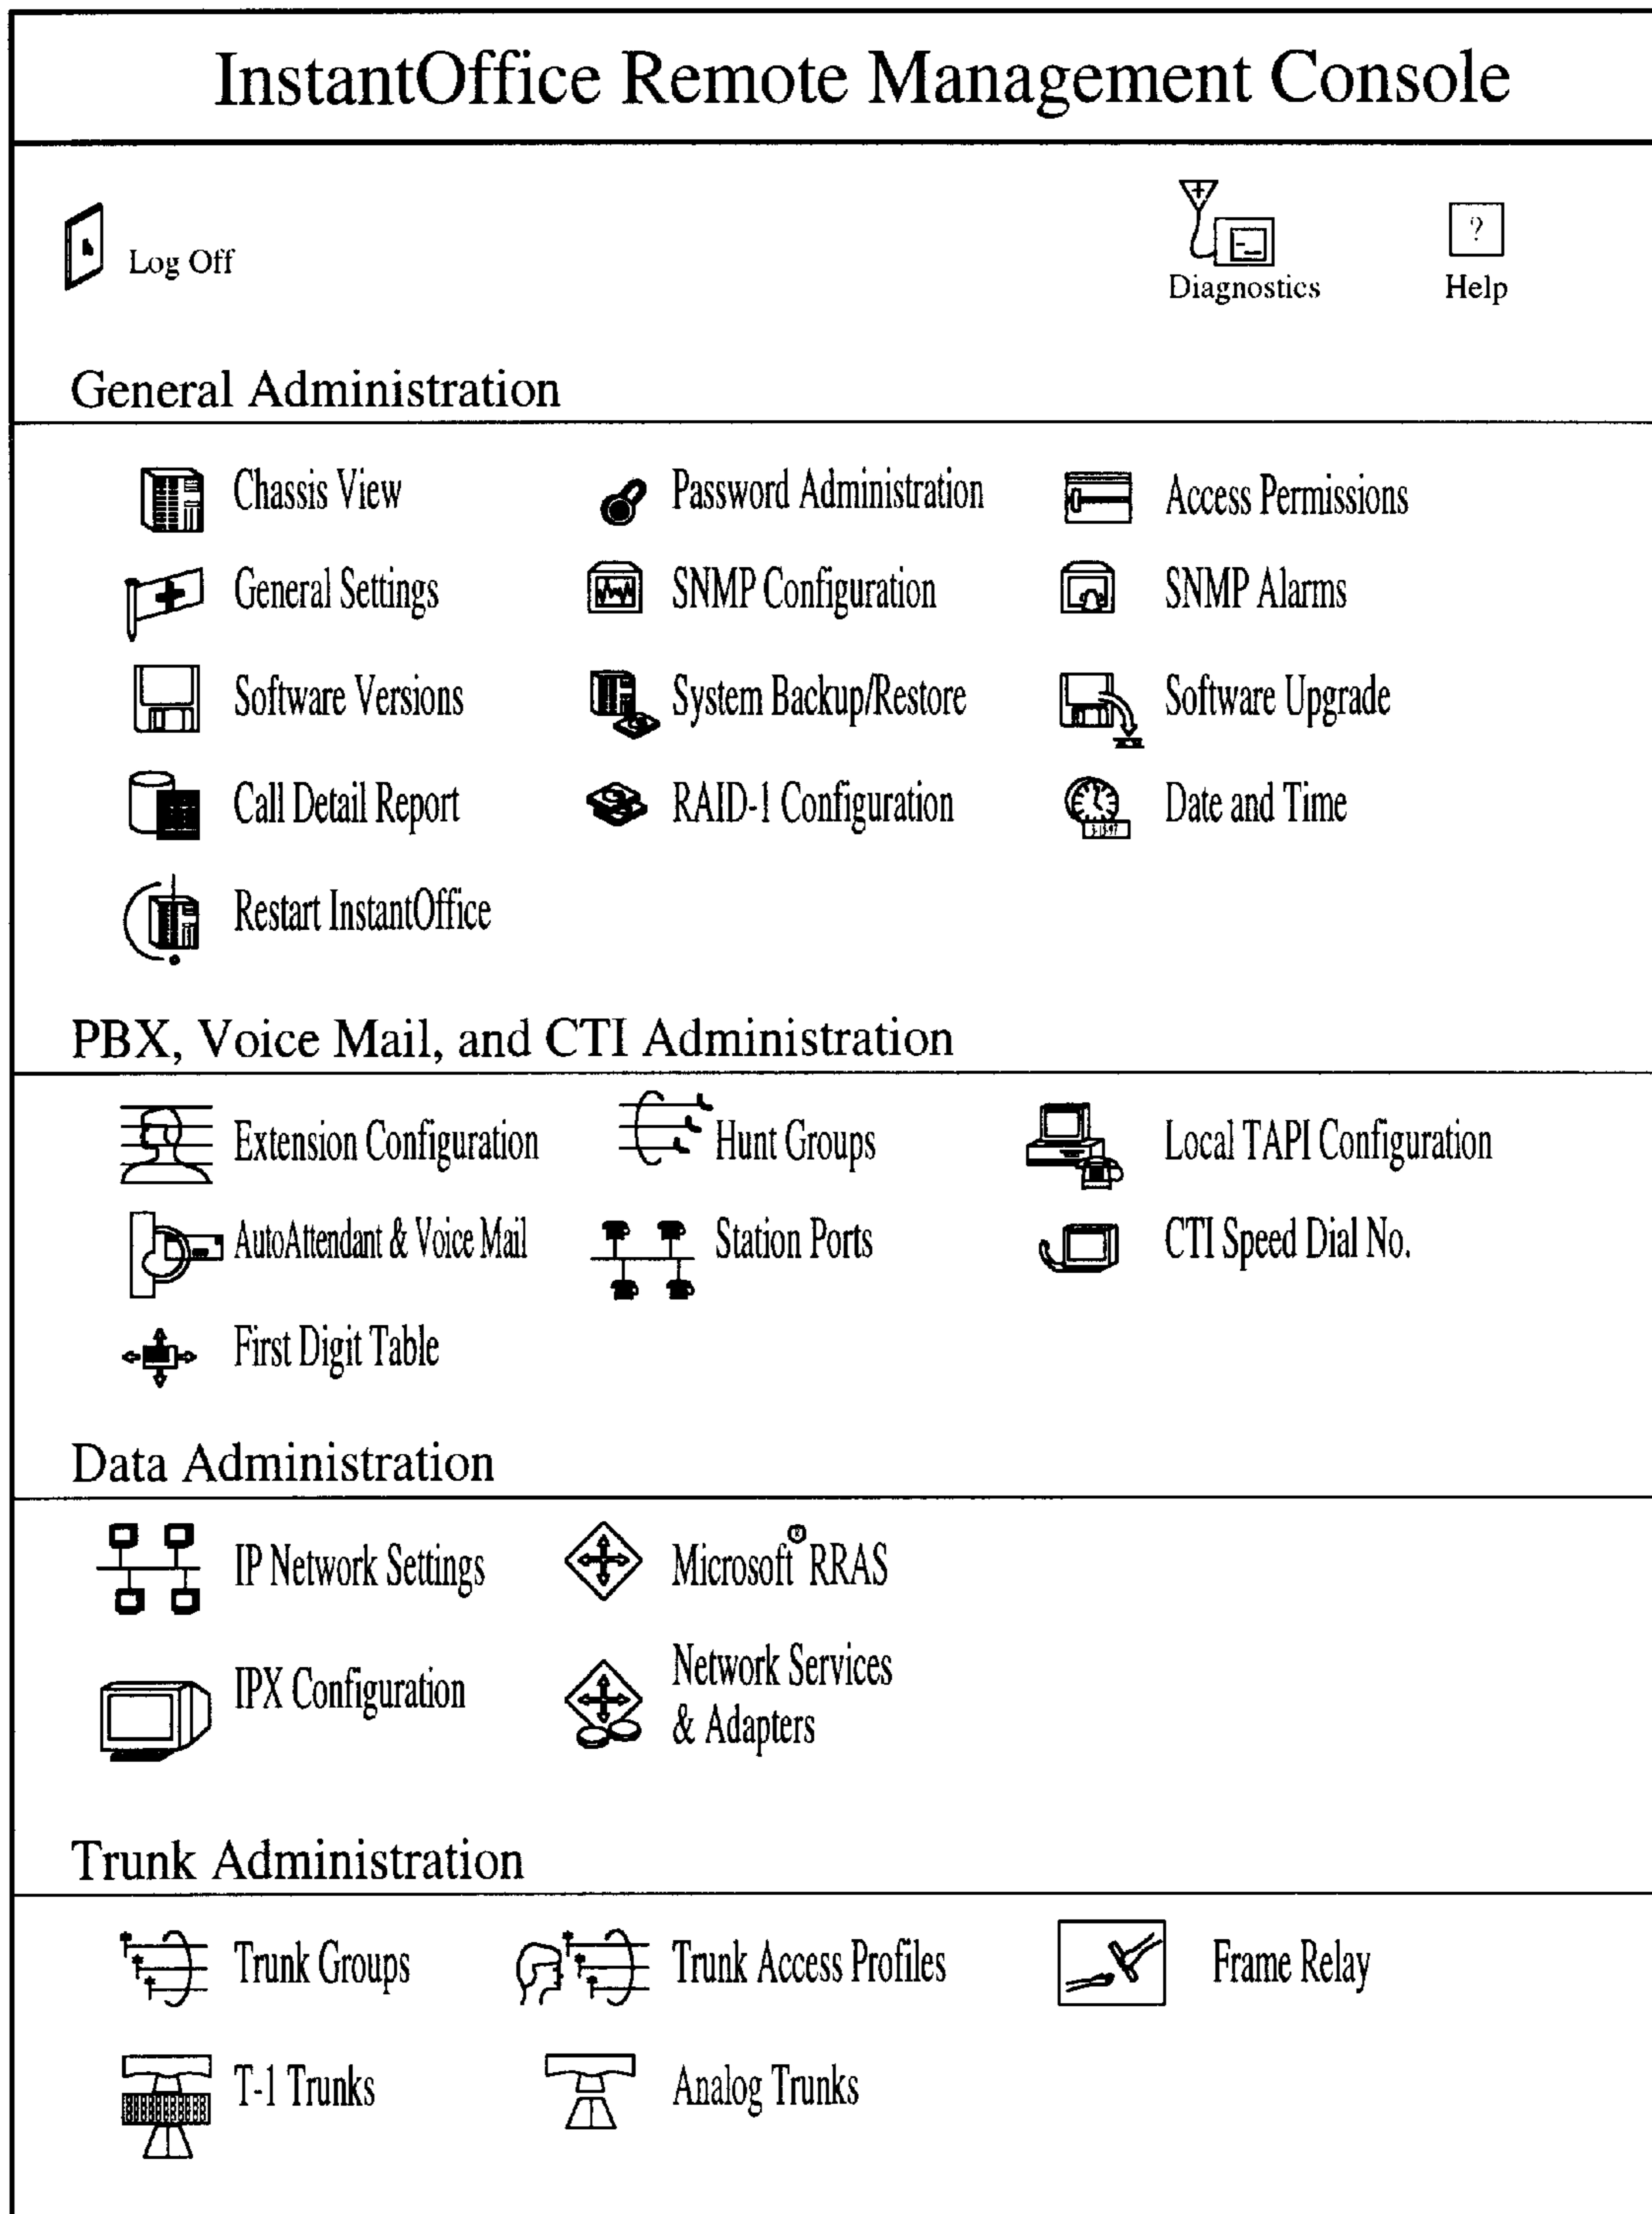 InstantOffice Remote Management Console
Log Off
Diagnostics
?
Help
General Administration
Chassis View
Password Administration
Access Permissions
General Settings
SNMP Configuration
SNMP Alarms
Software Versions
System Backup/Restore
Software Upgrade
Call Detail Report
RAID-1 Configuration
Date and Time
Restart InstantOffice
PBX, Voice Mail, and CTI Administration
Extension Configuration
Hunt Groups
Local TAPI Configuration
AutoAttendant & Voice Mail
Station Ports
CTI Speed Dial No.
First Digit Table
Data Administration
IP Network Settings
Microsoft® RRAS
IPX Configuration
Network Services
& Adapters
Trunk Administration
Trunk Groups
Trunk Access Profiles
Frame Relay
T-1 Trunks
Analog Trunks